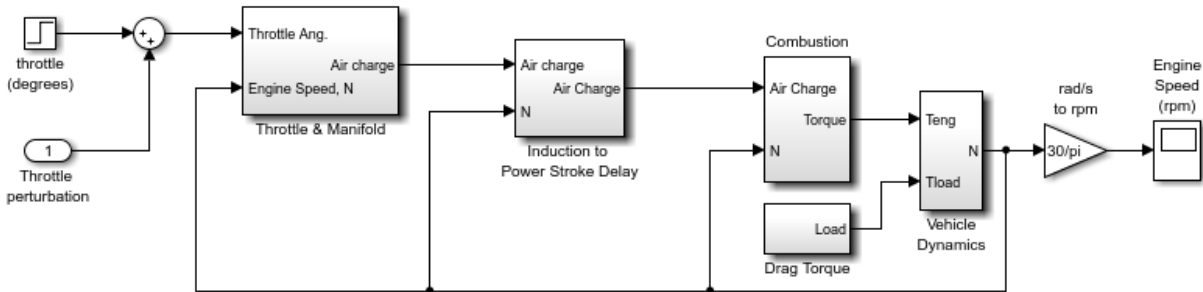 throttle
(degrees)
1
Throttle
perturbation
++
Throttle Ang.
Air charge
Engine Speed, N
Throttle & Manifold
Air charge
Air Charge
N
Induction to
Power Stroke Delay
Combustion
Air Charge
Torque
N
Load
Drag Torque
Teng
N
Tload
Vehicle
Dynamics
rad/s
to rpm
30/pi
Engine
Speed
(rpm)